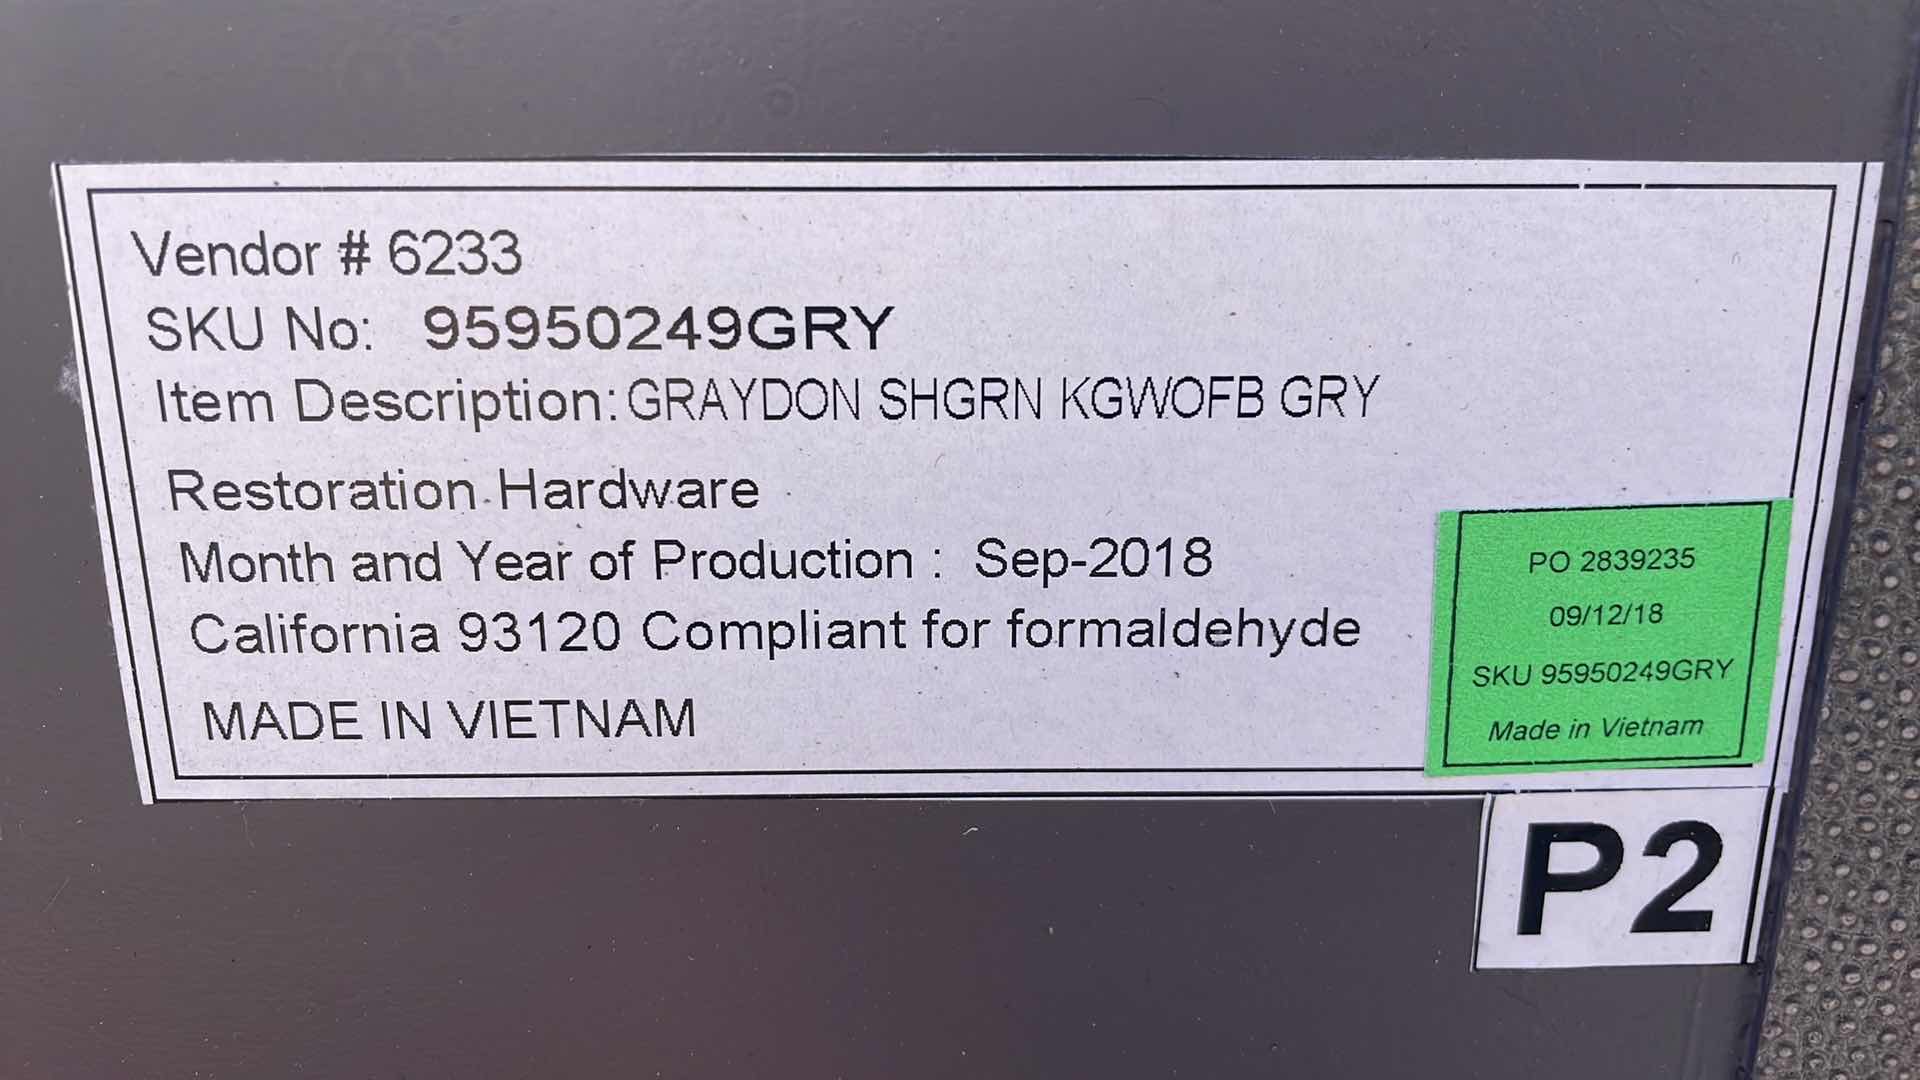 Vendor # 6233
SKU No: 95950249GRY
Item Description: GRAYDON SHGRN KGWOFB GRY
Restoration Hardware
Month and Year of Production : Sep-2018
California 93120 Compliant for formaldehyde
MADE IN VIETNAM
PO 2839235
09/12/18
SKU 95950249GRY
Made in Vietnam
P2